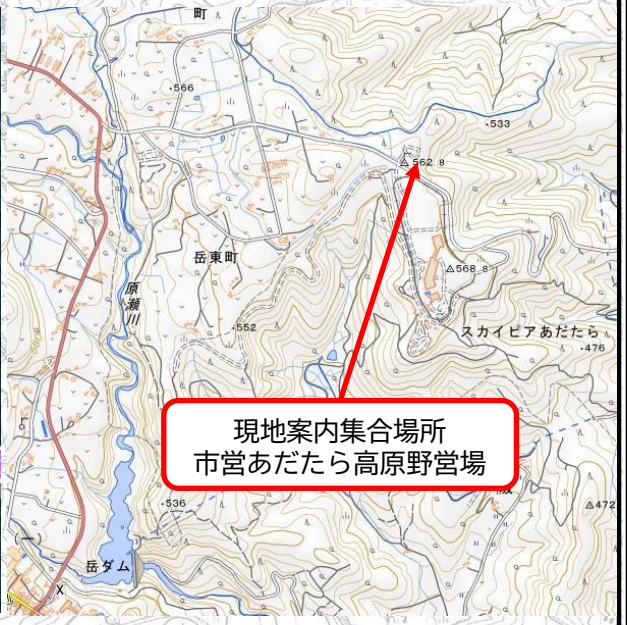 町
・566
・533
△562.8
岳東町
△568.8
原瀬川
・552
スカイピアあだたら
・476
現地案内集合場所
市営あだたら高原野営場
・536
△472
岳ダム